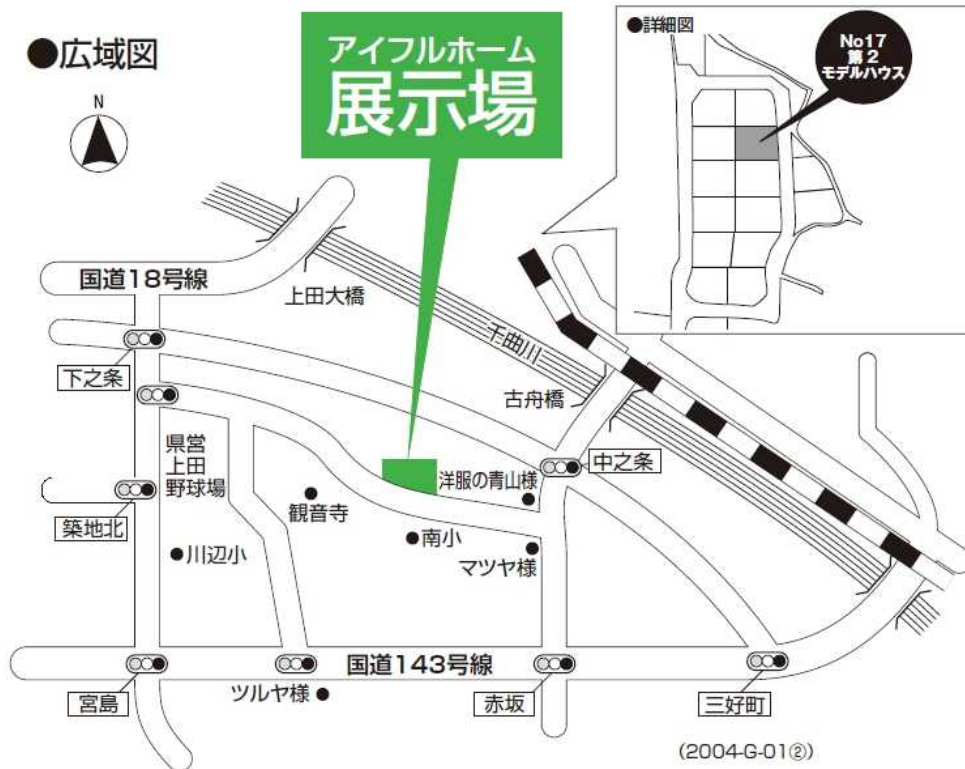 ●広域図
N
アイフルホーム
展示場
●詳細図
No17
第2
モデルハウス
国道18号線
上田大橋
千曲川
下之条
古舟橋
中之条
県営
上田
野球場
洋服の青山様
築地北
観音寺
南小
川辺小
マツヤ様
国道143号線
宮島
ツルヤ様
赤坂
三好町
(2004-G-01②)